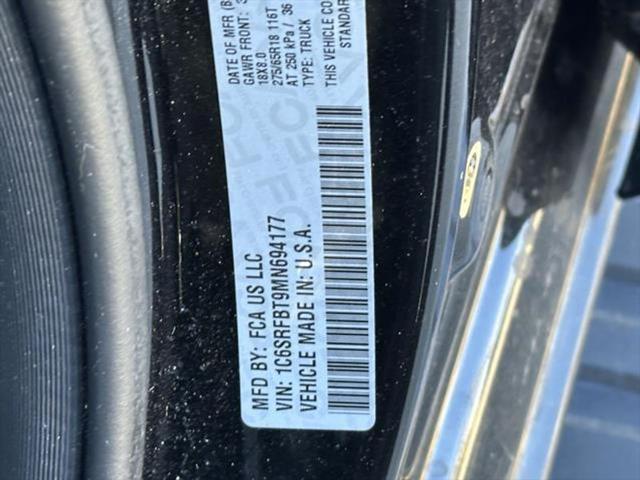 DATE OF MFR (B
GAWR FRONT: 3
18X8.0
275/65R18 116T
AT 250 kPa / 36
TYPE: TRUCK
THIS VEHICLE CO
STANDAR
MFD BY: FCA US LLC
VIN: 1C6SRFBT9MN694177
VEHICLE MADE IN: U.S.A.